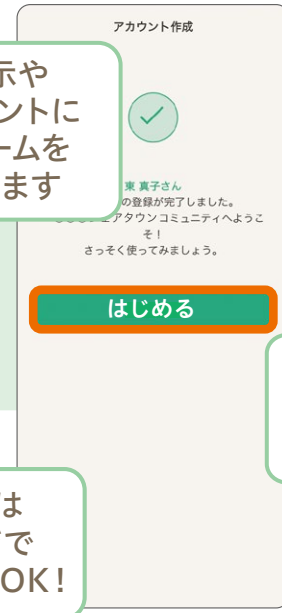 アカウント作成
示や
ントに
ームを
ます
東 真子さん
の登録が完了しました。
ェアタウンコミュニティへようこ
そ！
さっそく使ってみましょう。
はじめる
は
で
OK！